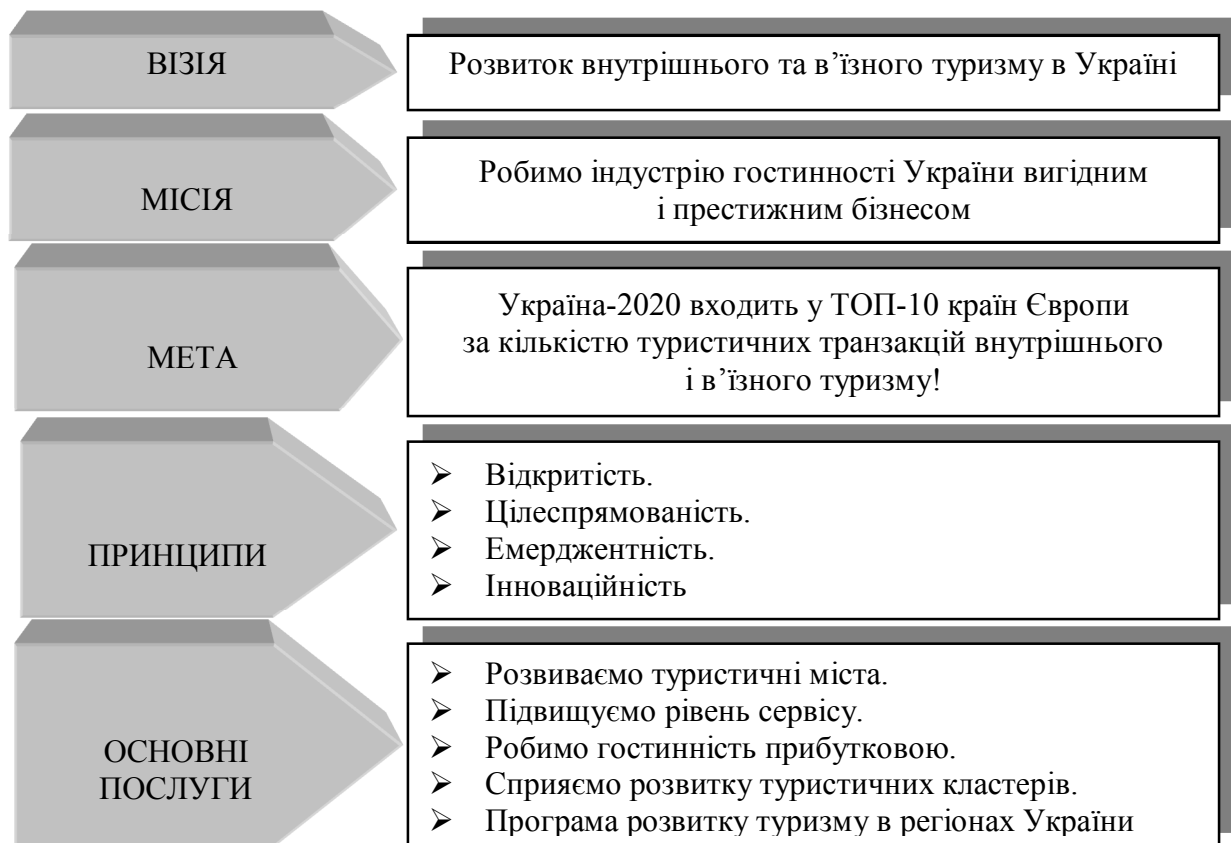 ВІЗІЯ
Розвиток внутрішнього та в’їзного туризму в Україні
МІСІЯ
Робимо індустрію гостинності України вигідним
і престижним бізнесом
МЕТА
Україна-2020 входить у ТОП-10 країн Європи
за кількістю туристичних транзакцій внутрішнього
і в’їзного туризму!
ПРИНЦИПИ
➢ Відкритість.
➢ Цілеспрямованість.
➢ Емерджентність.
➢ Інноваційність
ОСНОВНІ
ПОСЛУГИ
➢ Розвиваємо туристичні міста.
➢ Підвищуємо рівень сервісу.
➢ Робимо гостинність прибутковою.
➢ Сприяємо розвитку туристичних кластерів.
➢ Програма розвитку туризму в регіонах України